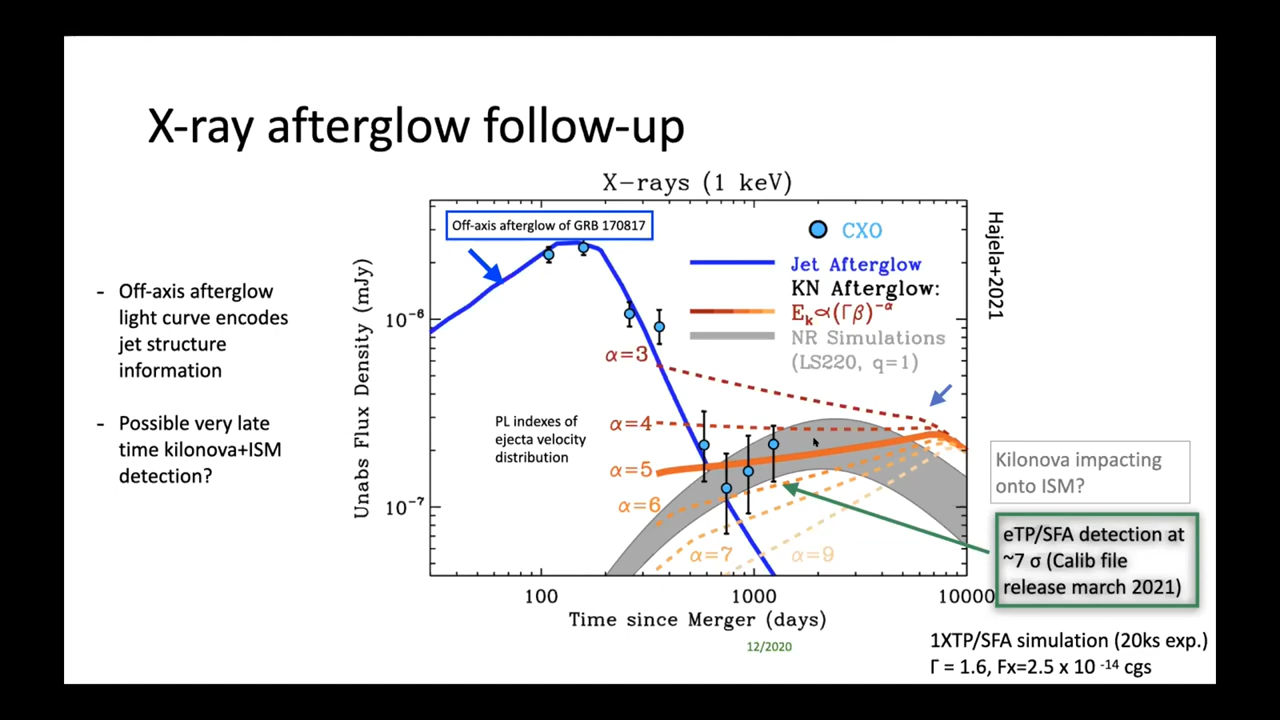 X-ray afterglow follow-up
- Off-axis afterglow
light curve encodes
jet structure
information
- Possible very late
time kilonova+ISM
detection?
X-rays (1 keV)
Off-axis afterglow of GRB 170817
CXO
Jet Afterglow
KN Afterglow:
Eₖ∝(Γβ)^-α
NR Simulations
(LS220, q=1)
Hajela+2021
Unabs Flux Density (mJy)
10⁻⁶
10⁻⁷
α=3
α=4
α=5
α=6
α=7
α=9
PL indexes of
ejecta velocity
distribution
Kilonova impacting
onto ISM?
eTP/SFA detection at
~7 σ (Calib file
release march 2021)
100
1000
10000
Time since Merger (days)
12/2020
1XTP/SFA simulation (20ks exp.)
Γ = 1.6, Fx=2.5 x 10 ⁻¹⁴ cgs